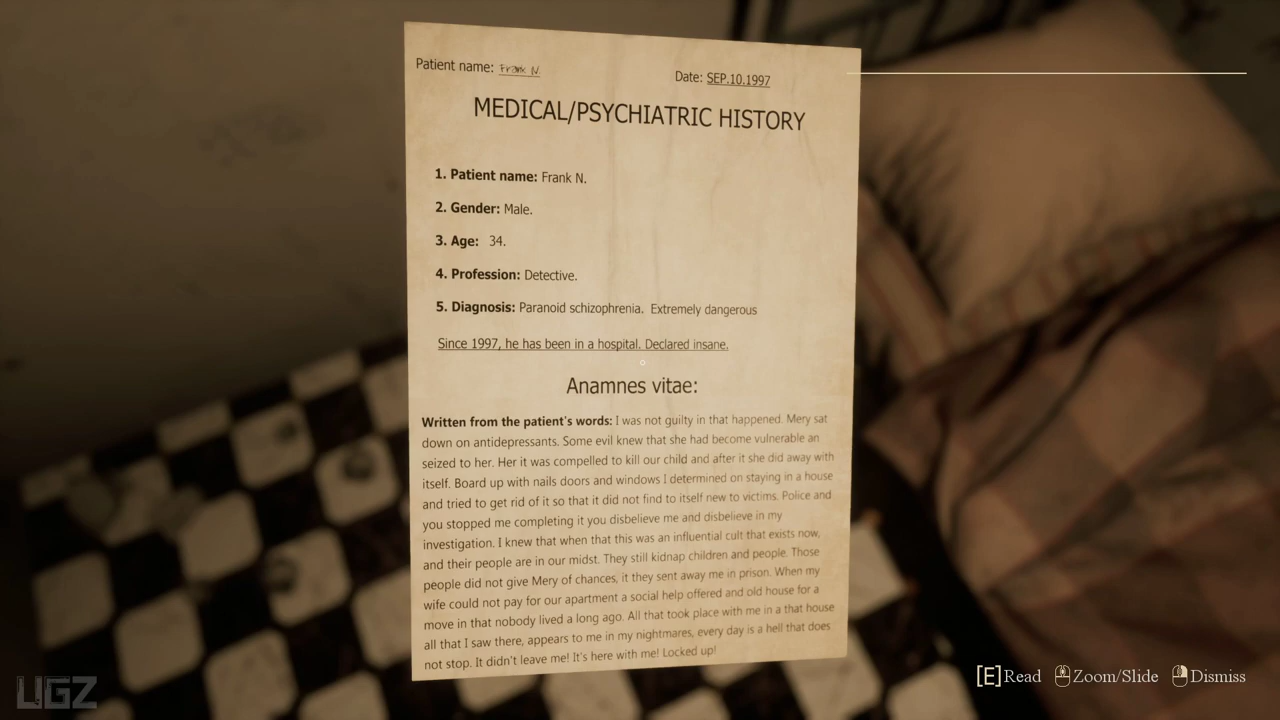 Patient name: Frank N.
Date: SEP.10.1997
MEDICAL/PSYCHIATRIC HISTORY
1. Patient name: Frank N.
2. Gender: Male.
3. Age: 34.
4. Profession: Detective.
5. Diagnosis: Paranoid schizophrenia. Extremely dangerous
Since 1997, he has been in a hospital. Declared insane.
Anamnes vitae:
Written from the patient's words: I was not guilty in that happened. Mery sat
down on antidepressants. Some evil knew that she had become vulnerable an
seized to her. Her it was compelled to kill our child and after it she did away with
itself. Board up with nails doors and windows I determined on staying in a house
and tried to get rid of it so that it did not find to itself new to victims. Police and
you stopped me completing it you disbelieve me and disbelieve in my
investigation. I knew that when that this was an influential cult that exists now,
and their people are in our midst. They still kidnap children and people. Those
people did not give Mery of chances, it they sent away me in prison. When my
wife could not pay for our apartment a social help offered and old house for a
move in that nobody lived a long ago. All that took place with me in a that house
all that I saw there, appears to me in my nightmares, every day is a hell that does
not stop. It didn't leave me! It's here with me! Locked up!
[E]Read Zoom/Slide Dismiss
UGZ